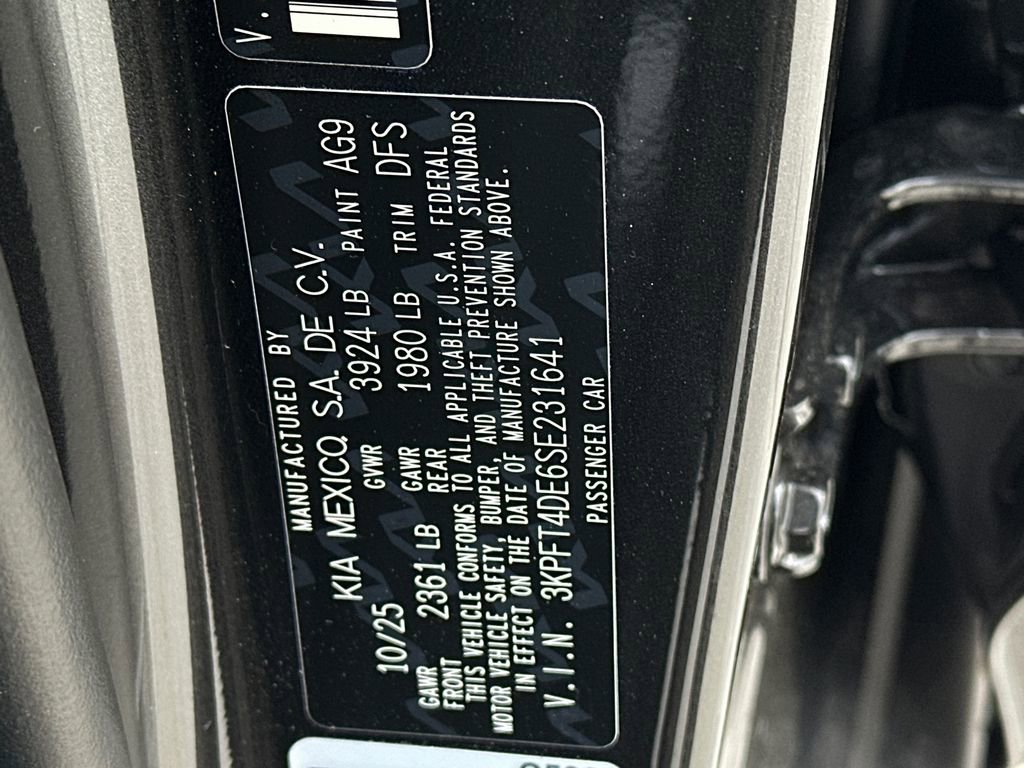 V.
MANUFACTURED BY
KIA MEXICO, S.A. DE C.V.
10/25 GVWR 3924 LB PAINT AG9
GAWR FRONT 2361 LB GAWR REAR 1980 LB TRIM DFS
THIS VEHICLE CONFORMS TO ALL APPLICABLE U.S.A. FEDERAL
MOTOR VEHICLE SAFETY, BUMPER, AND THEFT PREVENTION STANDARDS
IN EFFECT ON THE DATE OF MANUFACTURE SHOWN ABOVE.
V.I.N. 3KPFT4DE6SE231641
PASSENGER CAR